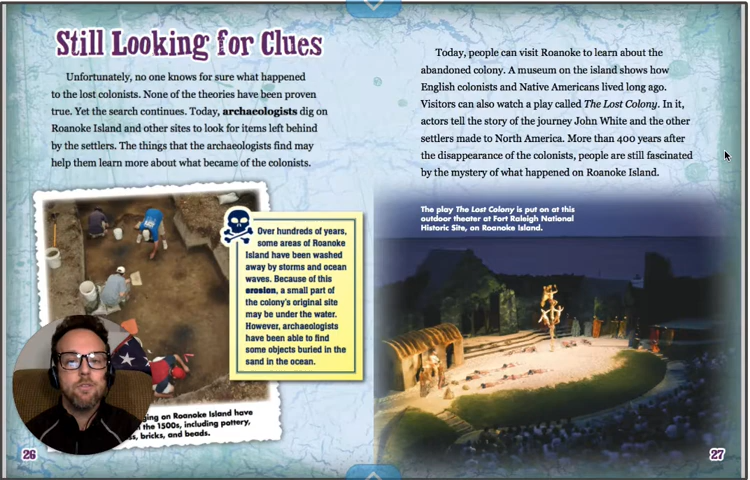 Still Looking for Clues
Unfortunately, no one knows for sure what happened
to the lost colonists. None of the theories have been proven
true. Yet the search continues. Today, archaeologists dig on
Roanoke Island and other sites to look for items left behind
by the settlers. The things that the archaeologists find may
help them learn more about what became of the colonists.
Over hundreds of years,
some areas of Roanoke
Island have been washed
away by storms and ocean
waves. Because of this
erosion, a small part of
the colony's original site
may be under the water.
However, archaeologists
have been able to find
some objects buried in the
sand in the ocean.
ging on Roanoke Island have
the 1500s, including pottery,
ss, bricks, and beads.
26
Today, people can visit Roanoke to learn about the
abandoned colony. A museum on the island shows how
English colonists and Native Americans lived long ago.
Visitors can also watch a play called The Lost Colony. In it,
actors tell the story of the journey John White and the other
settlers made to North America. More than 400 years after
the disappearance of the colonists, people are still fascinated
by the mystery of what happened on Roanoke Island.
The play The Lost Colony is put on at this
outdoor theater at Fort Raleigh National
Historic Site, on Roanoke Island.
27